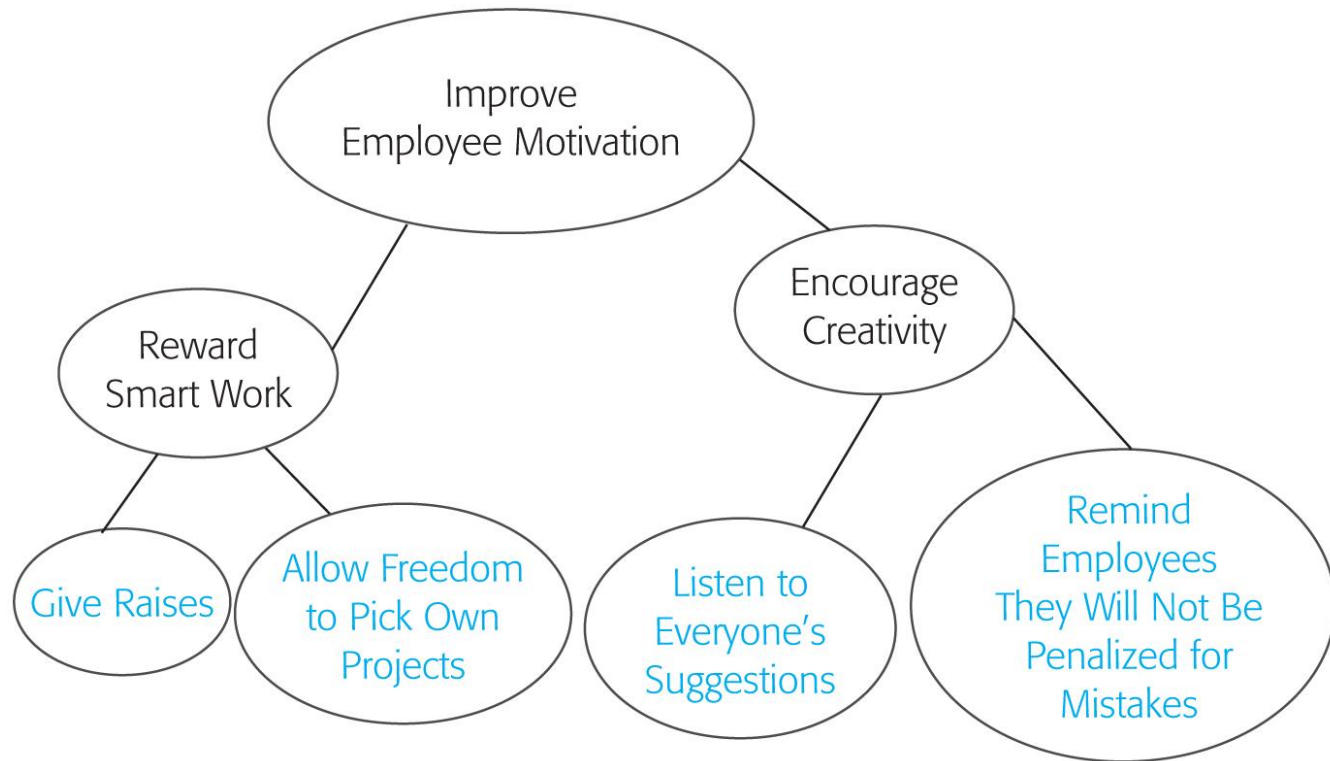 Improve
Employee Motivation
Encourage
Creativity
Reward
Smart Work
Give Raises
Allow Freedom
to Pick Own
Projects
Listen to
Everyone’s
Suggestions
Remind
Employees
They Will Not Be
Penalized for
Mistakes